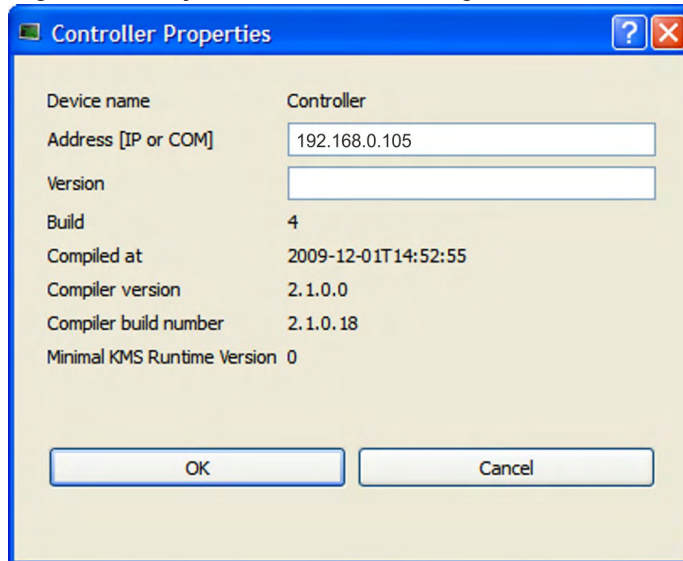 Controller Properties
Device name Controller
Address [IP or COM] 192.168.0.105
Version
Build 4
Compiled at 2009-12-01T14:52:55
Compiler version 2.1.0.0
Compiler build number 2.1.0.18
Minimal KMS Runtime Version 0
OK Cancel